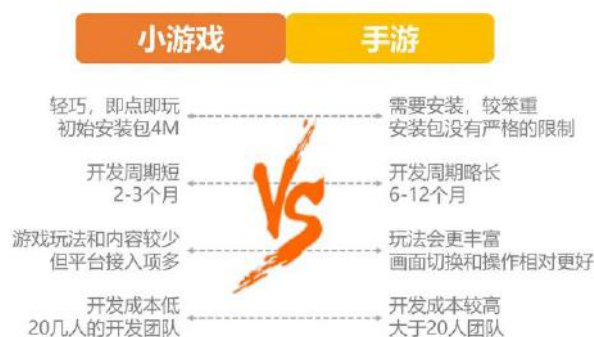 小游戏
手游
轻巧，即点即玩
初始安装包4M
需要安装，较笨重
安装包没有严格的限制
开发周期短
2-3个月
开发周期略长
6-12个月
VS
游戏玩法和内容较少
但平台接入项多
玩法会更丰富
画面切换和操作相对更好
开发成本低
20几人的开发团队
开发成本较高
大于20人团队